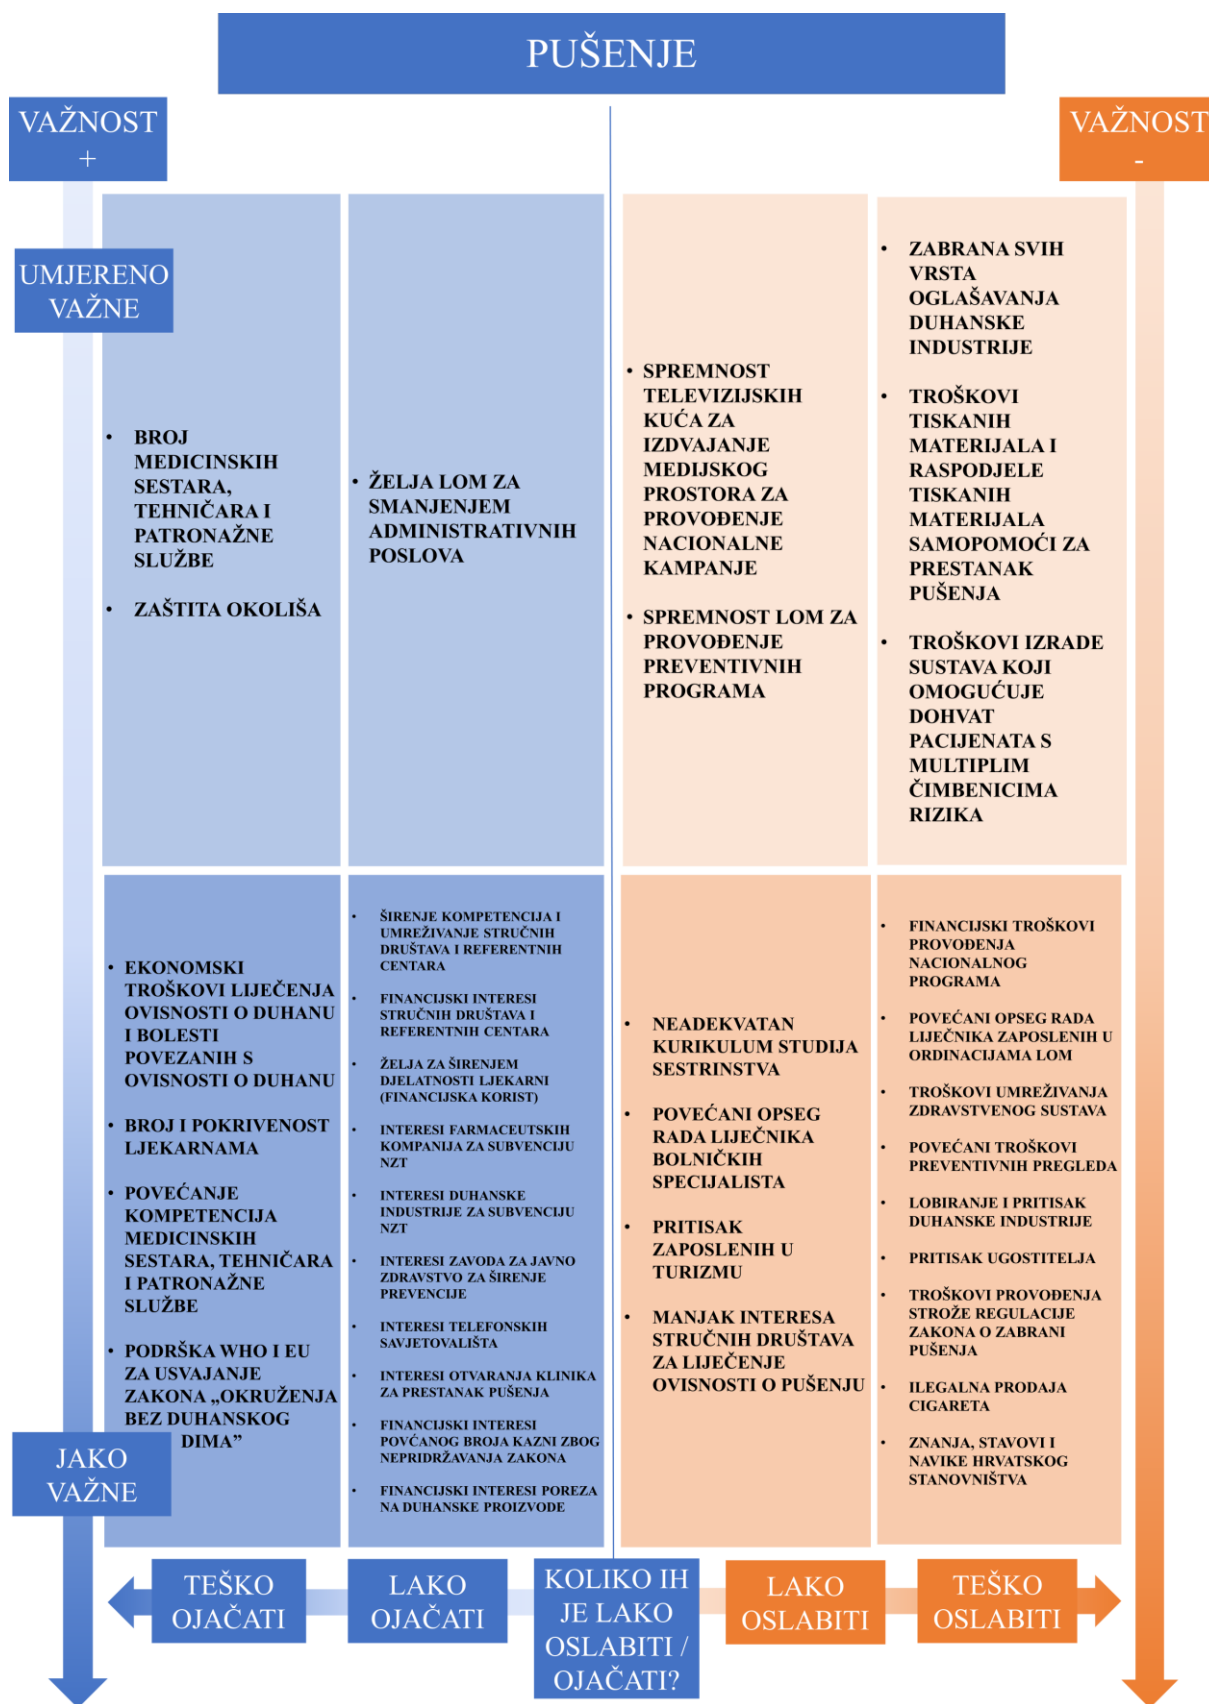 PUŠENJE
VAŽNOST
+
VAŽNOST
-
UMJERENO
VAŽNE
• BROJ
MEDICINSKIH
SESTARA,
TEHNIČARA I
PATRONAŽNE
SLUŽBE
• ZAŠTITA OKOLIŠA
• ŽELJA LOM ZA
SMANJENJEM
ADMINISTRATIVNIH
POSLOVA
• SPREMNOST
TELEVIZIJSKIH
KUĆA ZA
IZDVAJANJE
MEDIJSKOG
PROSTORA ZA
PROVOĐENJE
NACIONALNE
KAMPANJE
• SPREMNOST LOM ZA
PROVOĐENJE
PREVENTIVNIH
PROGRAMA
• ZABRANA SVIH
VRSTA
OGLAŠAVANJA
DUHANSKE
INDUSTRIJE
• TROŠKOVI
TISKANIH
MATERIJALA I
RASPODJELE
TISKANIH
MATERIJALA
SAMOPOMOĆI ZA
PRESTANAK
PUŠENJA
• TROŠKOVI IZRADE
SUSTAVA KOJI
OMOGUĆUJE
DOHVAT
PACIJENATA S
MULTIPLIM
ČIMBENICIMA
RIZIKA
• EKONOMSKI
TROŠKOVI LIJEČENJA
OVISNOSTI O DUHANU
I BOLESTI
POVEZANIH S
OVISNOSTI O DUHANU
• BROJ I POKRIVENOST
LJEKARNAMA
• POVEĆANJE
KOMPETENCIJA
MEDICINSKIH
SESTARA, TEHNIČARA
I PATRONAŽNE
SLUŽBE
• PODRŠKA WHO I EU
ZA USVAJANJE
ZAKONA „OKRUŽENJA
BEZ DUHANSKOG
DIMA”
JAKO
VAŽNE
• ŠIRENJE KOMPETENCIJA I
UMREŽIVANJE STRUČNIH
DRUŠTAVA I REFERENTNIH
CENTARA
• FINANCIJSKI INTERESI
STRUČNIH DRUŠTAVA I
REFERENTNIH CENTARA
• ŽELJA ZA ŠIRENJEM
DJELATNOSTI LJEKARNI
(FINANCIJSKA KORIST)
• INTERESI FARMACEUTSKIH
KOMPANIJA ZA SUBVENCIJU
NZT
• INTERESI DUHANSKE
INDUSTRIJE ZA SUBVENCIJU
NZT
• INTERESI ZAVODA ZA JAVNO
ZDRAVSTVO ZA ŠIRENJE
PREVENCIJE
• INTERESI TELEFONSKIH
SAVJETOVALIŠTA
• INTERESI OTVARANJA KLINIKA
ZA PRESTANAK PUŠENJA
• FINANCIJSKI INTERESI
POVĆANOG BROJA KAZNI ZBOG
NEPRIDRŽAVANJA ZAKONA
• FINANCIJSKI INTERESI POREZA
NA DUHANSKE PROIZVODE
• NEADEKVATAN
KURIKULUM STUDIJA
SESTRINSTVA
• POVEĆANI OPSEG
RADA LIJEČNIKA
BOLNIČKIH
SPECIJALISTA
• PRITISAK
ZAPOSLENIH U
TURIZMU
• MANJAK INTERESA
STRUČNIH DRUŠTAVA
ZA LIJEČENJE
OVISNOSTI O PUŠENJU
• FINANCIJSKI TROŠKOVI
PROVOĐENJA
NACIONALNOG
PROGRAMA
• POVEĆANI OPSEG RADA
LIJEČNIKA ZAPOSLENIH U
ORDINACIJAMA LOM
• TROŠKOVI UMREŽIVANJA
ZDRAVSTVENOG SUSTAVA
• POVEĆANI TROŠKOVI
PREVENTIVNIH PREGLEDA
• LOBIRANJE I PRITISAK
DUHANSKE INDUSTRIJE
• PRITISAK UGOSTITELJA
• TROŠKOVI PROVOĐENJA
STROŽE REGULACIJE
ZAKONA O ZABRANI
PUŠENJA
• ILEGALNA PRODAJA
CIGARETA
• ZNANJA, STAVOVI I
NAVIKE HRVATSKOG
STANOVNIŠTVA
TEŠKO
OJAČATI
LAKO
OJAČATI
KOLIKO IH
JE LAKO
OSLABITI /
OJAČATI?
LAKO
OSLABITI
TEŠKO
OSLABITI